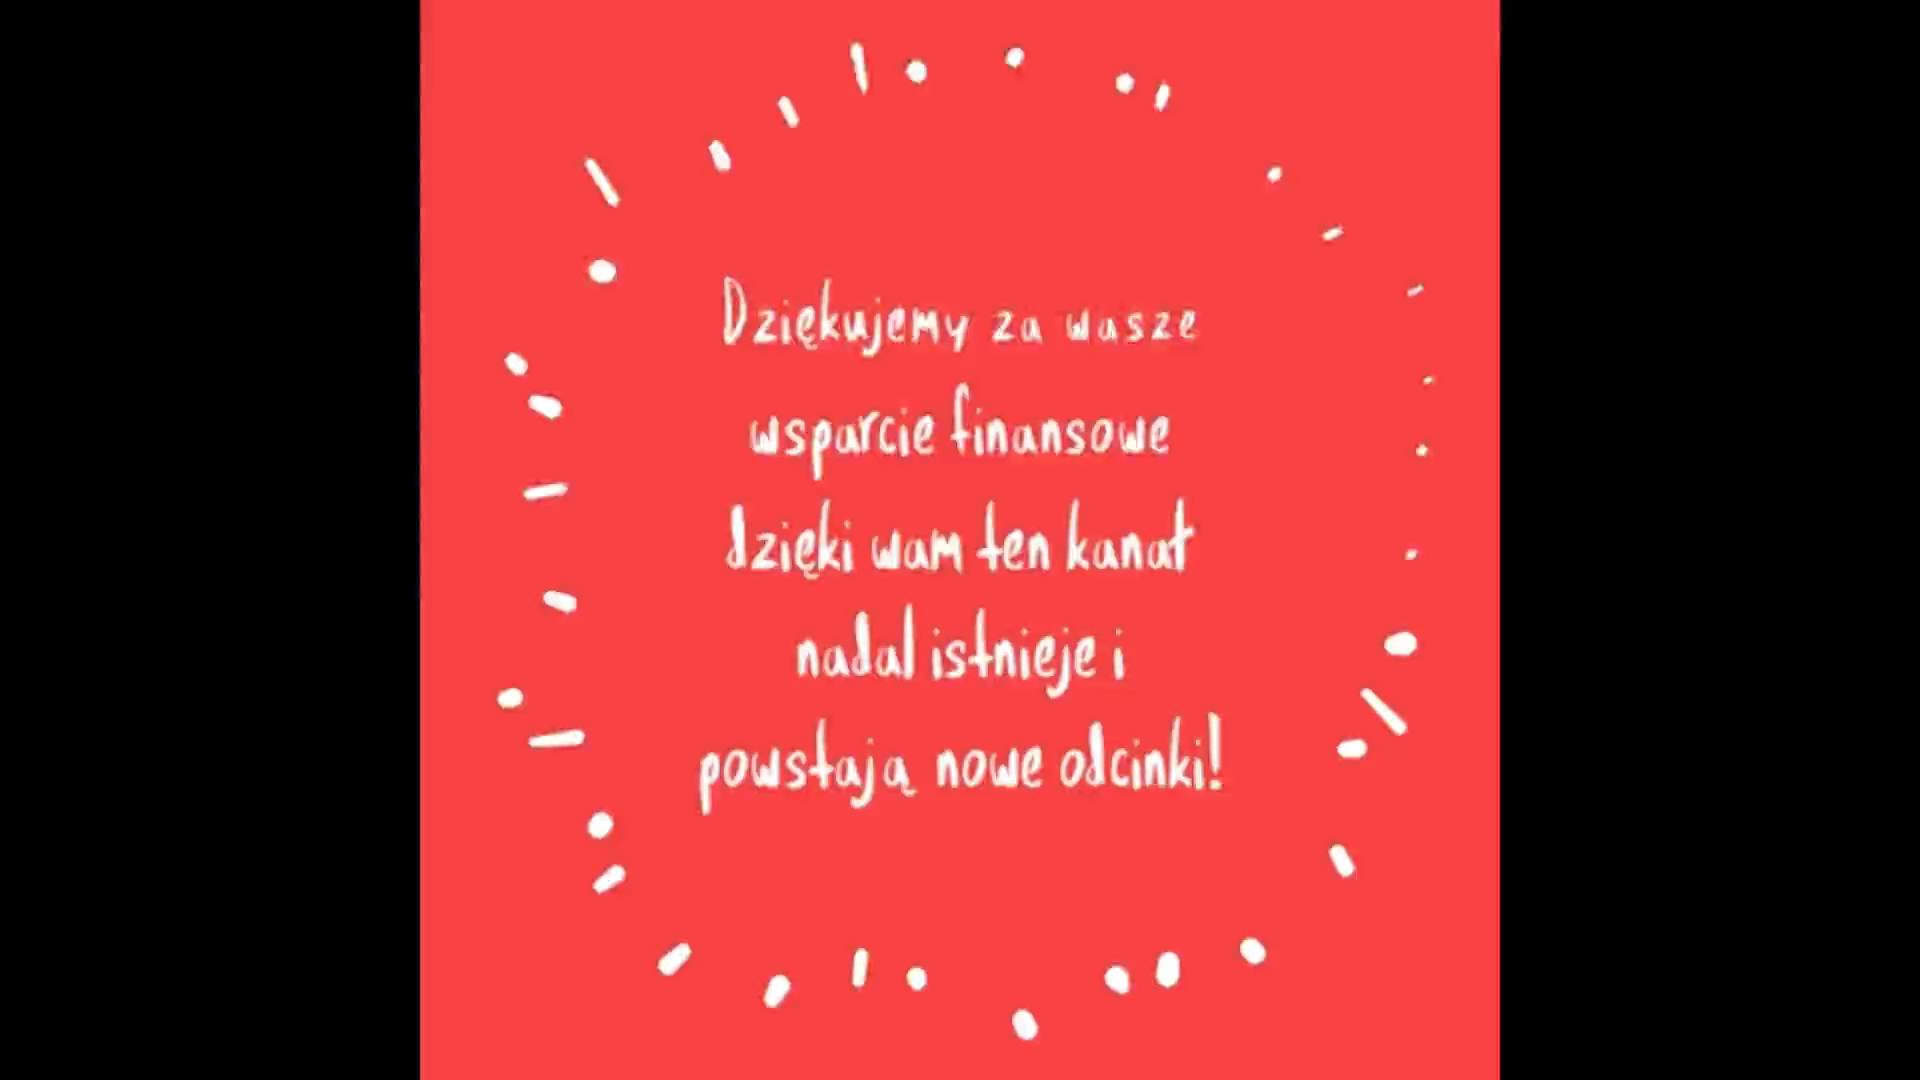 Dziękujemy za wasze
wsparcie finansowe
dzięki wam ten kanał
nadal istnieje i
powstają nowe odcinki!